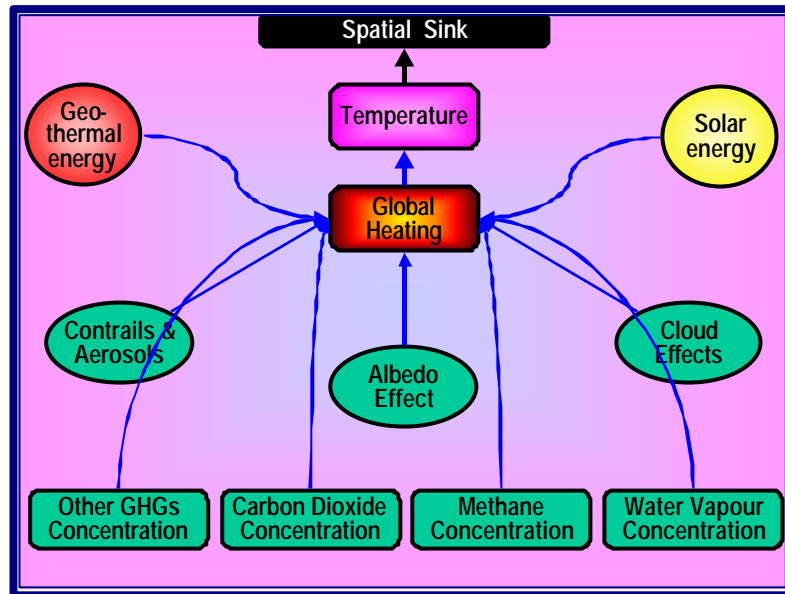 Spatial Sink
Temperature
Geo-
thermal
energy
Solar
energy
Global
Heating
Contrails &
Aerosols
Cloud
Effects
Albedo
Effect
Other GHGs
Concentration
Carbon Dioxide
Concentration
Methane
Concentration
Water Vapour
Concentration